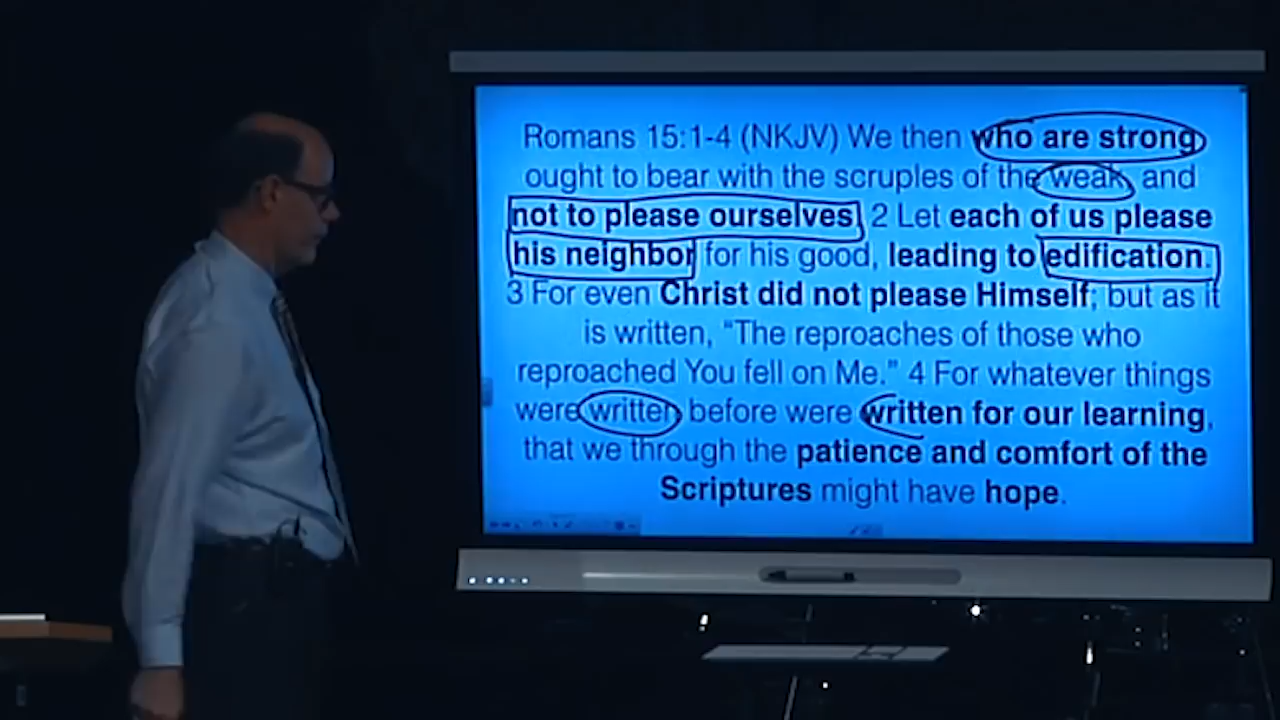 Romans 15:1-4 (NKJV) We then who are strong
ought to bear with the scruples of the weak, and
not to please ourselves. 2 Let each of us please
his neighbor for his good, leading to edification.
3 For even Christ did not please Himself; but as it
is written, “The reproaches of those who
reproached You fell on Me.” 4 For whatever things
were written before were written for our learning,
that we through the patience and comfort of the
Scriptures might have hope.